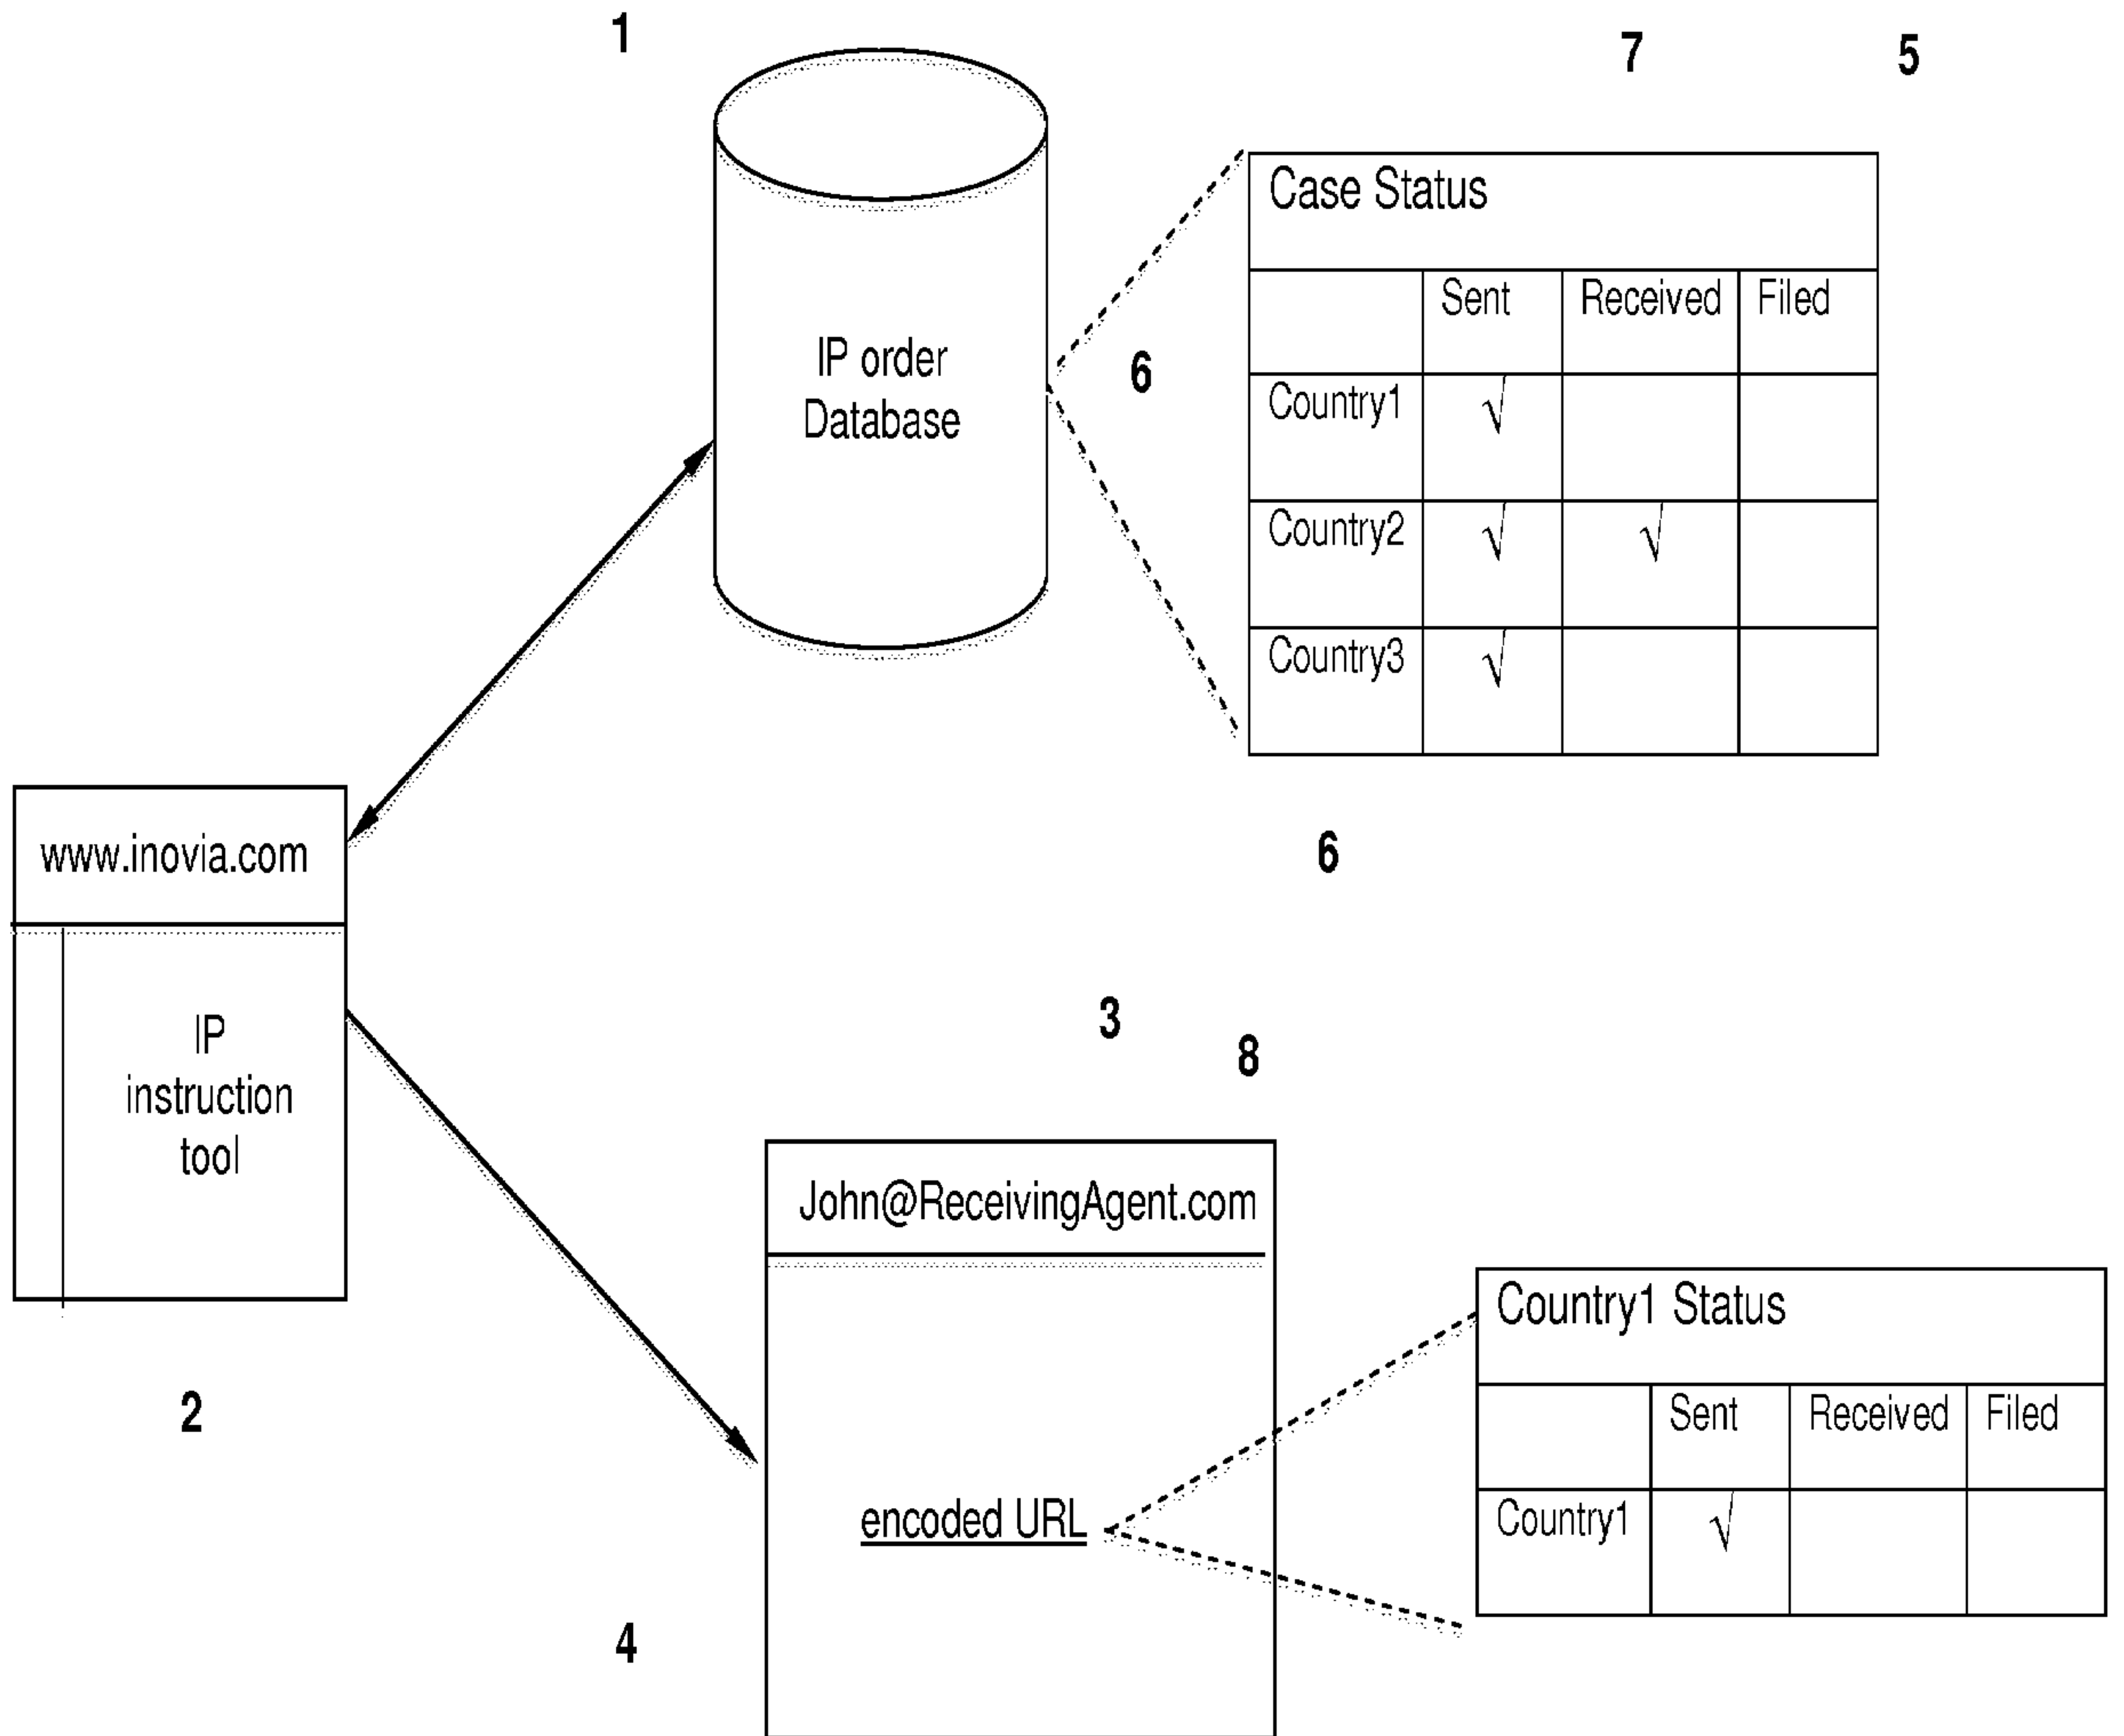 1
7
5
Case Status
Sent Received Filed
IP order
Database
6
Country1 √
Country2 √ √
Country3 √
www.inovia.com
6
IP
instruction
tool
3
8
John@ReceivingAgent.com
Country1 Status
2
Sent Received Filed
encoded URL
Country1 √
4